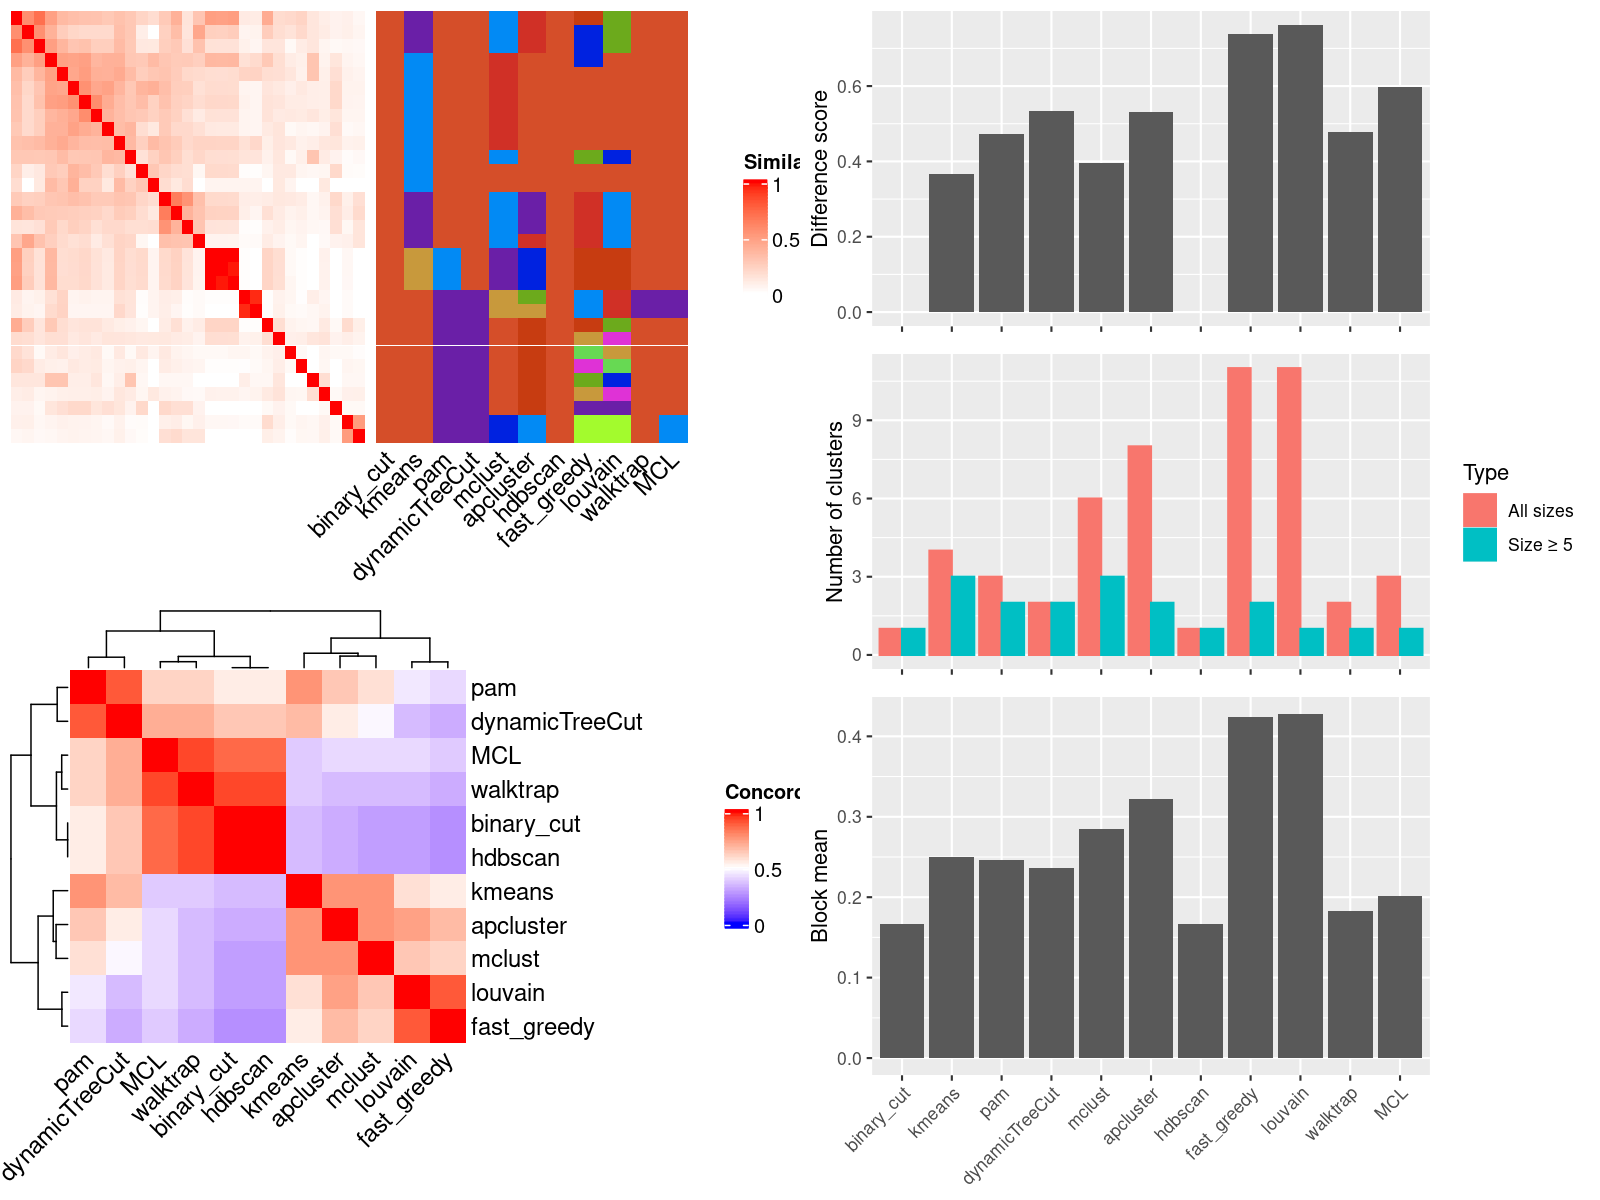 Simila
1
0.5
0
binary_cut
kmeans
pam
dynamicTreeCut
mclust
apcluster
hdbscan
fast_greedy
louvain
walktrap
MCL
pam
dynamicTreeCut
MCL
walktrap
binary_cut
hdbscan
kmeans
apcluster
mclust
louvain
fast_greedy
pam
dynamicTreeCut
MCL
walktrap
binary_cut
hdbscan
kmeans
apcluster
mclust
louvain
fast_greedy
Concord
1
0.5
0
Difference score
0.6
0.4
0.2
0.0
Number of clusters
9
6
3
0
Type
All sizes
Size ≥ 5
Block mean
0.4
0.3
0.2
0.1
0.0
binary_cut
kmeans
pam
dynamicTreeCut
mclust
apcluster
hdbscan
fast_greedy
louvain
walktrap
MCL